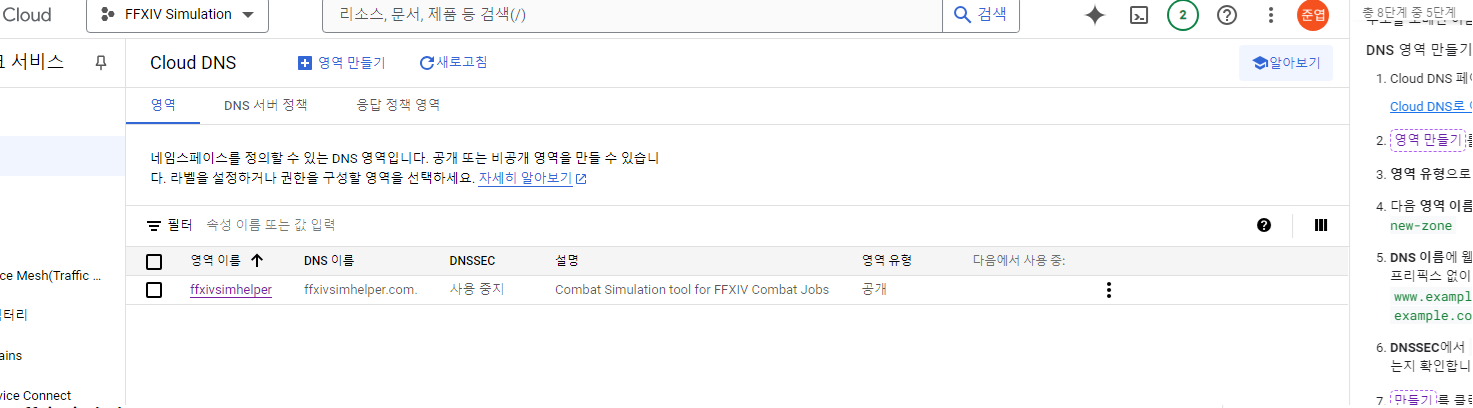 Cloud
FFXIV Simulation
리소스, 문서, 제품 등 검색(/)
검색
2
준엽
총 8단계 중 5단계
서비스
Cloud DNS
영역 만들기
새로고침
알아보기
영역
DNS 서버 정책
응답 정책 영역
네임스페이스를 정의할 수 있는 DNS 영역입니다. 공개 또는 비공개 영역을 만들 수 있습니
다. 라벨을 설정하거나 권한을 구성할 영역을 선택하세요. 자세히 알아보기
필터 속성 이름 또는 값 입력
영역 이름 DNS 이름 DNSSEC 설명 영역 유형 다음에서 사용 중:
ffxivsimhelper ffxivsimhelper.com. 사용 중지 Combat Simulation tool for FFXIV Combat Jobs 공개
ce Mesh(Traffic ...
터리
ains
vice Connect
DNS 영역 만들기
1. Cloud DNS 페이
Cloud DNS로
2. 영역 만들기를
3. 영역 유형으로
4. 다음 영역 이름
new-zone
5. DNS 이름에 웹
프리픽스 없이
www.exampl
example.co
6. DNSSEC에서
는지 확인합니
7. 만들기를 클릭